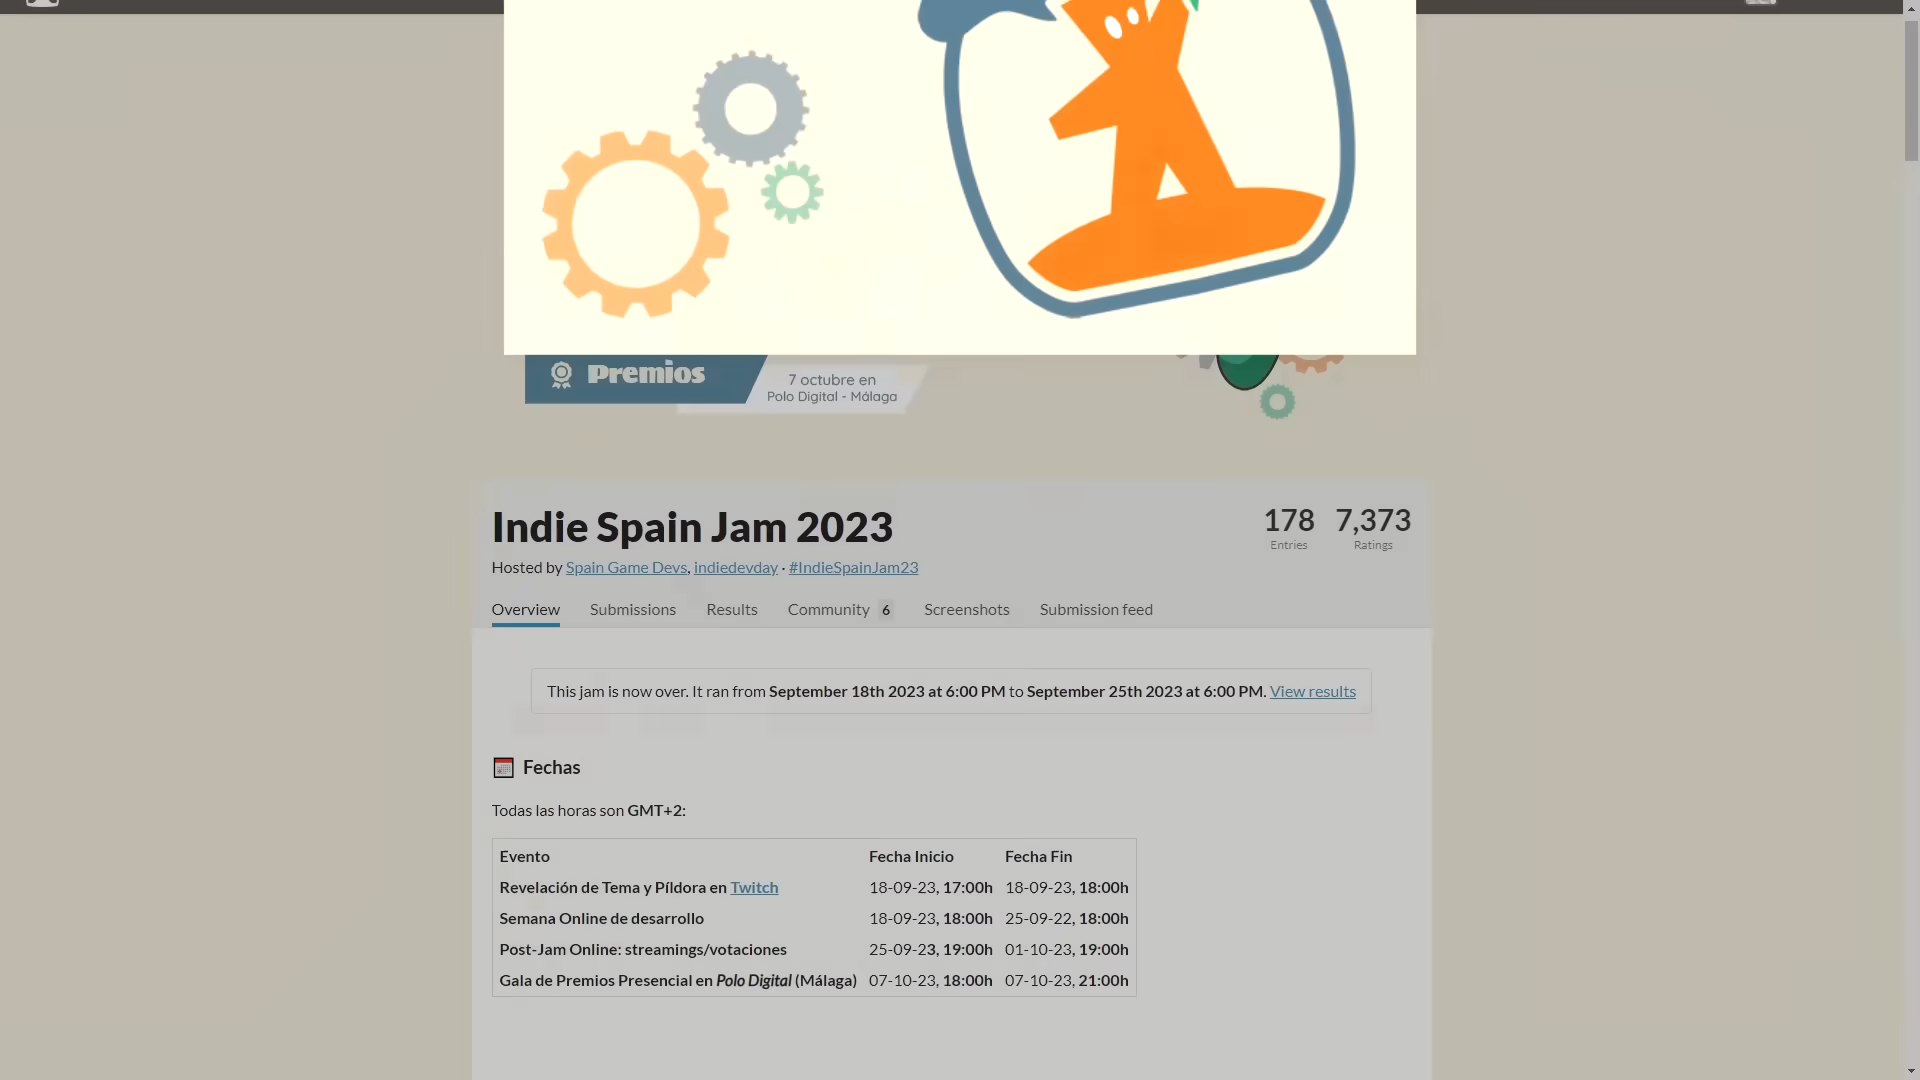 Premios
7 octubre en
Polo Digital - Málaga
Indie Spain Jam 2023
178 7,373
Entries Ratings
Hosted by Spain Game Devs, indiedevday · #IndieSpainJam23
Overview Submissions Results Community 6 Screenshots Submission feed
This jam is now over. It ran from September 18th 2023 at 6:00 PM to September 25th 2023 at 6:00 PM. View results
Fechas
Todas las horas son GMT+2:
Evento Fecha Inicio Fecha Fin
Revelación de Tema y Píldora en Twitch 18-09-23, 17:00h 18-09-23, 18:00h
Semana Online de desarrollo 18-09-23, 18:00h 25-09-22, 18:00h
Post-Jam Online: streamings/votaciones 25-09-23, 19:00h 01-10-23, 19:00h
Gala de Premios Presencial en Polo Digital (Málaga) 07-10-23, 18:00h 07-10-23, 21:00h